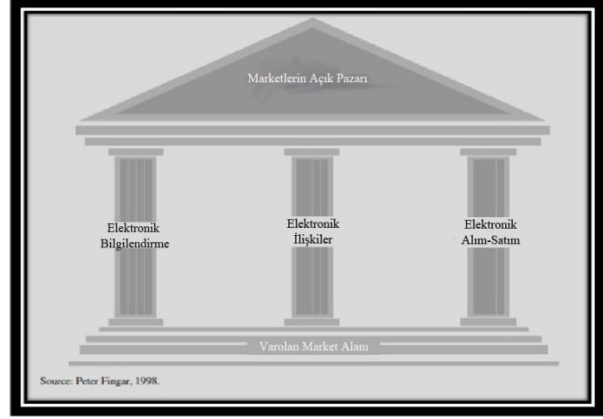 Marketlerin Açık Pazarı
Elektronik
Bilgilendirme
Elektronik
İlişkiler
Elektronik
Alım-Satım
Varolan Market Alanı
Source: Peter Fingar, 1998.